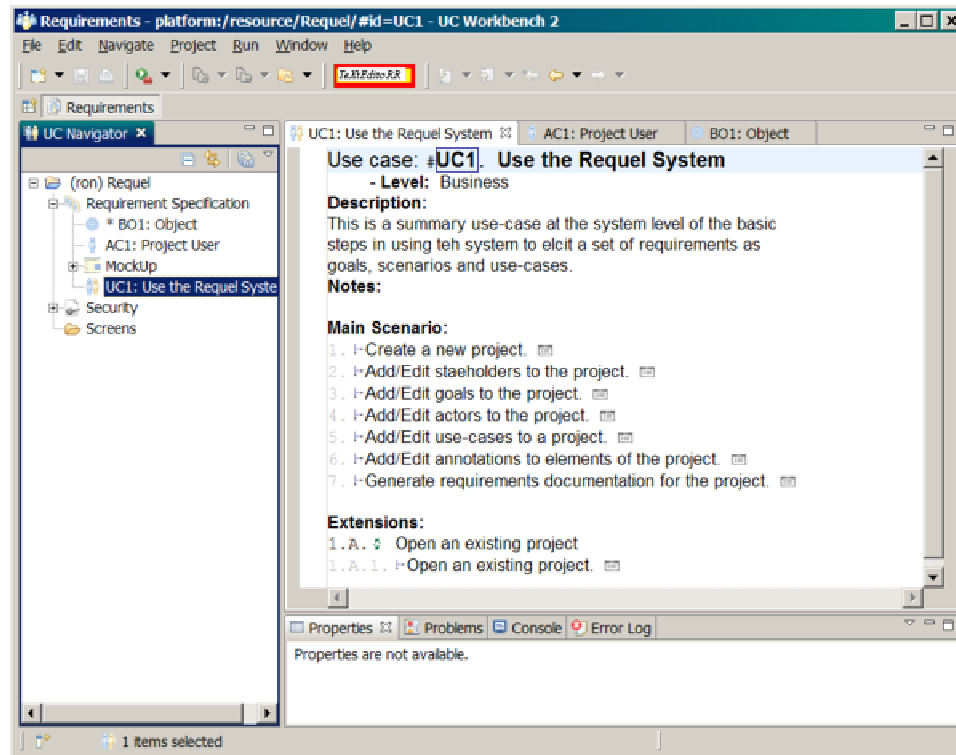 Requirements - platform:/resource/Requel/#id=UC1 - UC Workbench 2
File Edit Navigate Project Run Window Help
Requirements
UC Navigator
UC1: Use the Requel System AC1: Project User BO1: Object
(ron) Requel
Requirement Specification
* BO1: Object
AC1: Project User
MockUp
UC1: Use the Requel Syste
Security
Screens
Use case: #UC1. Use the Requel System
- Level: Business
Description:
This is a summary use-case at the system level of the basic
steps in using teh system to elcit a set of requirements as
goals, scenarios and use-cases.
Notes:
Main Scenario:
1. Create a new project.
2. Add/Edit staeholders to the project.
3. Add/Edit goals to the project.
4. Add/Edit actors to the project.
5. Add/Edit use-cases to a project.
6. Add/Edit annotations to elements of the project.
7. Generate requirements documentation for the project.
Extensions:
1.A. Open an existing project
1.A.1. Open an existing project.
Properties Problems Console Error Log
Properties are not available.
1 items selected